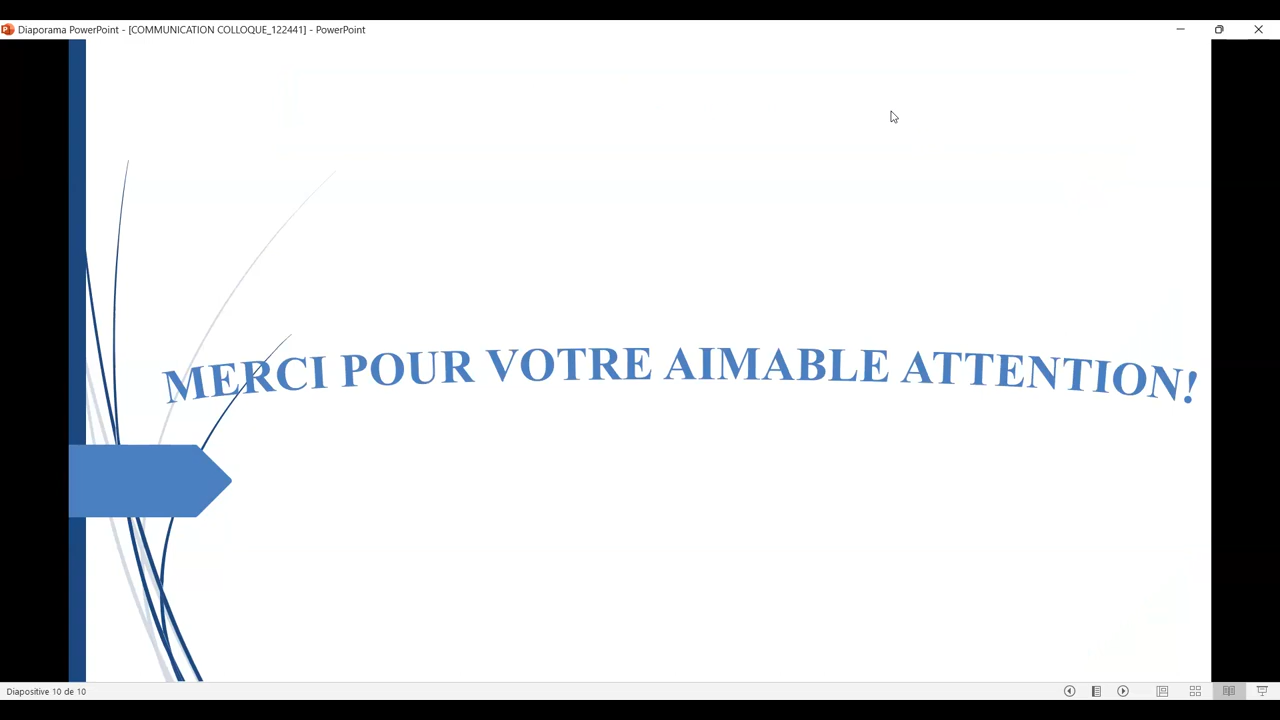 Diaporama PowerPoint - [COMMUNICATION COLLOQUE_122441] - PowerPoint
MERCI POUR VOTRE AIMABLE ATTENTION!
Diapositive 10 de 10